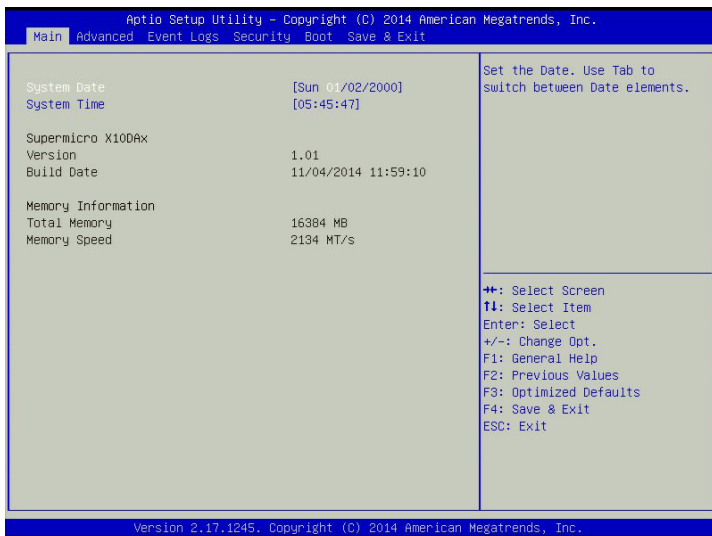 Aptio Setup Utility – Copyright (C) 2014 American Megatrends, Inc.
Main Advanced Event Logs Security Boot Save & Exit
System Date [Sun 01/02/2000]
System Time [05:45:47]
Supermicro X10DAx
Version 1.01
Build Date 11/04/2014 11:59:10
Memory Information
Total Memory 16384 MB
Memory Speed 2134 MT/s
Set the Date. Use Tab to
switch between Date elements.
→←: Select Screen
↑↓: Select Item
Enter: Select
+/-: Change Opt.
F1: General Help
F2: Previous Values
F3: Optimized Defaults
F4: Save & Exit
ESC: Exit
Version 2.17.1245. Copyright (C) 2014 American Megatrends, Inc.